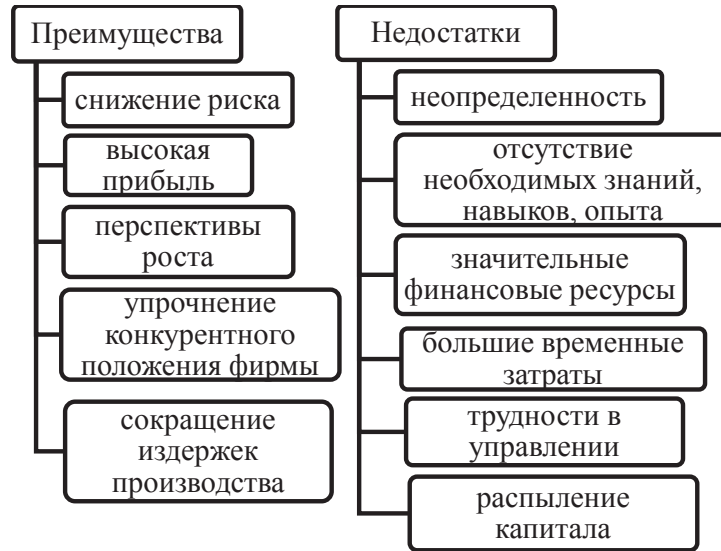 Преимущества
снижение риска
высокая
прибыль
перспективы
роста
упрочнение
конкурентного
положения фирмы
сокращение
издержек
производства
Недостатки
неопределенность
отсутствие
необходимых знаний,
навыков, опыта
значительные
финансовые ресурсы
большие временные
затраты
трудности в
управлении
распыление
капитала